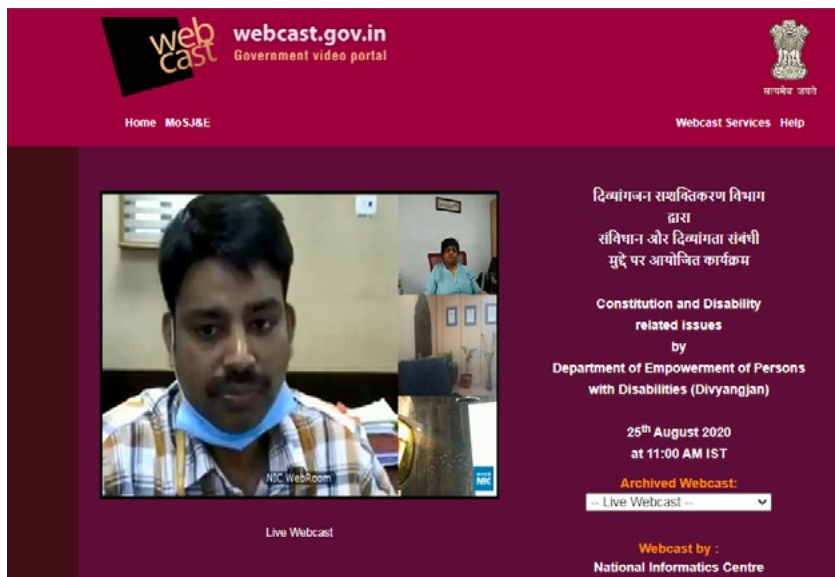 web
cast
webcast.gov.in
Government video portal
सत्यमेव जयते
Home MoSJ&E
Webcast Services Help
दिव्यांगजन सशक्तिकरण विभाग
द्वारा
संविधान और दिव्यांगता संबंधी
मुद्दे पर आयोजित कार्यक्रम
Constitution and Disability
related issues
by
Department of Empowerment of Persons
with Disabilities (Divyangjan)
25th August 2020
at 11:00 AM IST
Archived Webcast:
-- Live Webcast --
NIC WebRoom
NIC
Live Webcast
Webcast by :
National Informatics Centre